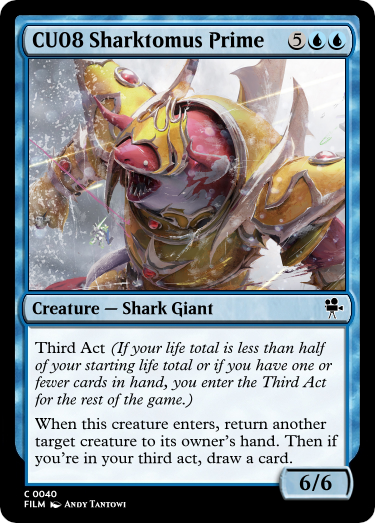 CU08 Sharktomus Prime 5
Creature — Shark Giant
Third Act (If your life total is less than half
of your starting life total or if you have one or
fewer cards in hand, you enter the Third Act
for the rest of the game.)
When this creature enters, return another
target creature to its owner's hand. Then if
you're in your third act, draw a card.
6/6
C 0040
FILM Andy Tantowi